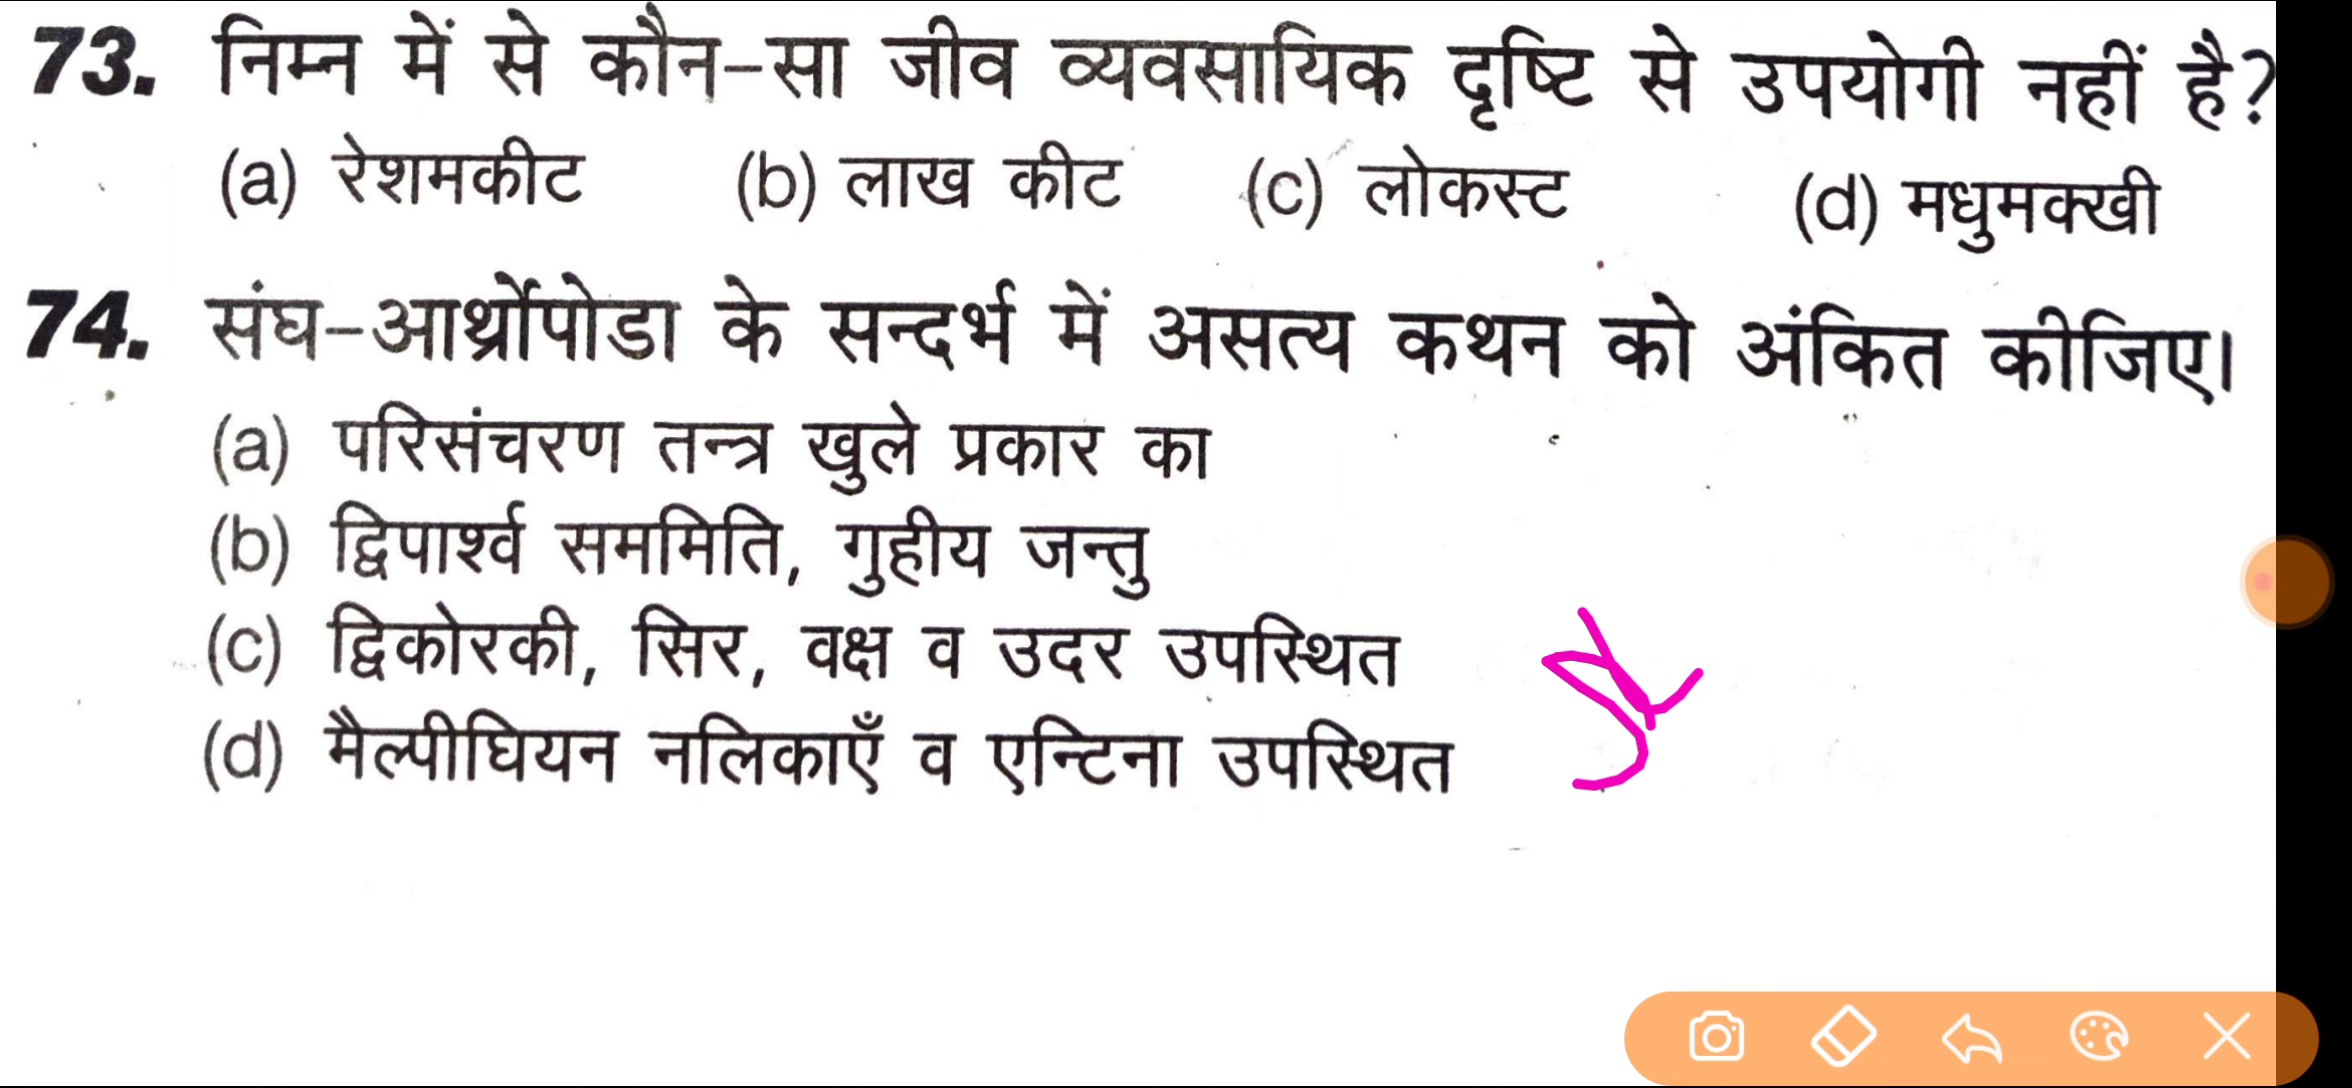 73. निम्न में से कौन-सा जीव व्यवसायिक दृष्टि से उपयोगी नहीं है?
(a) रेशमकीट (b) लाख कीट (c) लोकस्ट (d) मधुमक्खी
74. संघ-आर्थ्रोपोडा के सन्दर्भ में असत्य कथन को अंकित कीजिए।
(a) परिसंचरण तन्त्र खुले प्रकार का
(b) द्विपार्श्व सममिति, गुहीय जन्तु
(c) द्विकोरकी, सिर, वक्ष व उदर उपस्थित
(d) मैल्पीघियन नलिकाएँ व एन्टिना उपस्थित